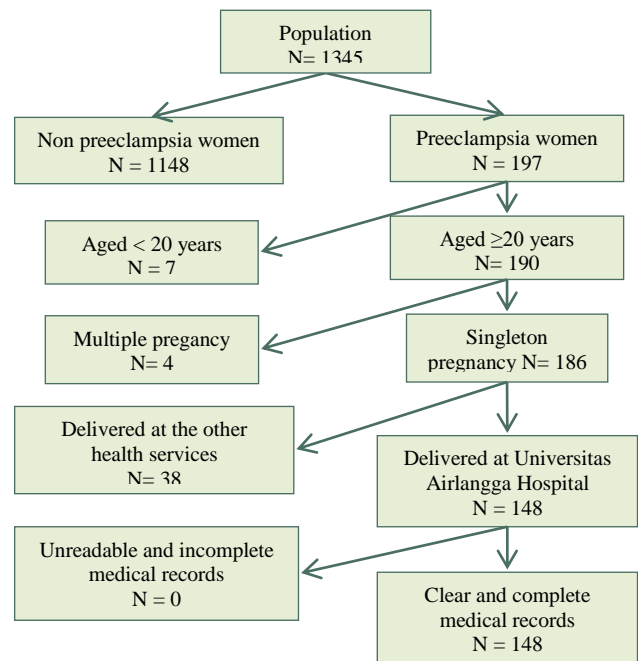 Population
N= 1345
Non preeclampsia women
N = 1148
Preeclampsia women
N = 197
Aged < 20 years
N = 7
Aged ≥20 years
N= 190
Multiple pregancy
N= 4
Singleton
pregnancy N= 186
Delivered at the other
health services
N= 38
Delivered at Universitas
Airlangga Hospital
N = 148
Unreadable and incomplete
medical records
N = 0
Clear and complete
medical records
N = 148